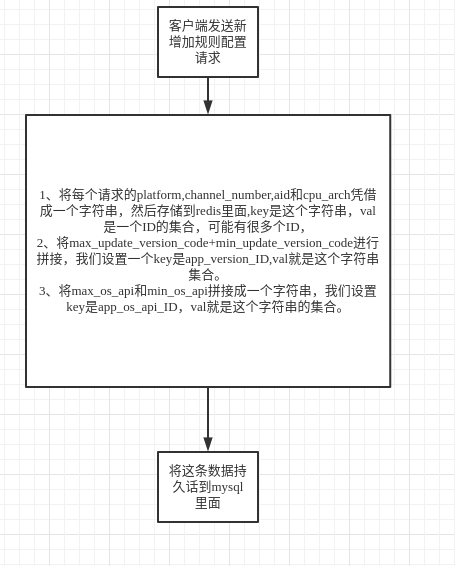 客户端发送新
增加规则配置
请求
1、将每个请求的platform,channel_number,aid和cpu_arch凭借
成一个字符串，然后存储到redis里面,key是这个字符串，val
是一个ID的集合，可能有很多个ID，
2、将max_update_version_code+min_update_version_code进行
拼接，我们设置一个key是app_version_ID,val就是这个字符串
集合。
3、将max_os_api和min_os_api拼接成一个字符串，我们设置
key是app_os_api_ID，val就是这个字符串的集合。
将这条数据持
久话到mysql
里面